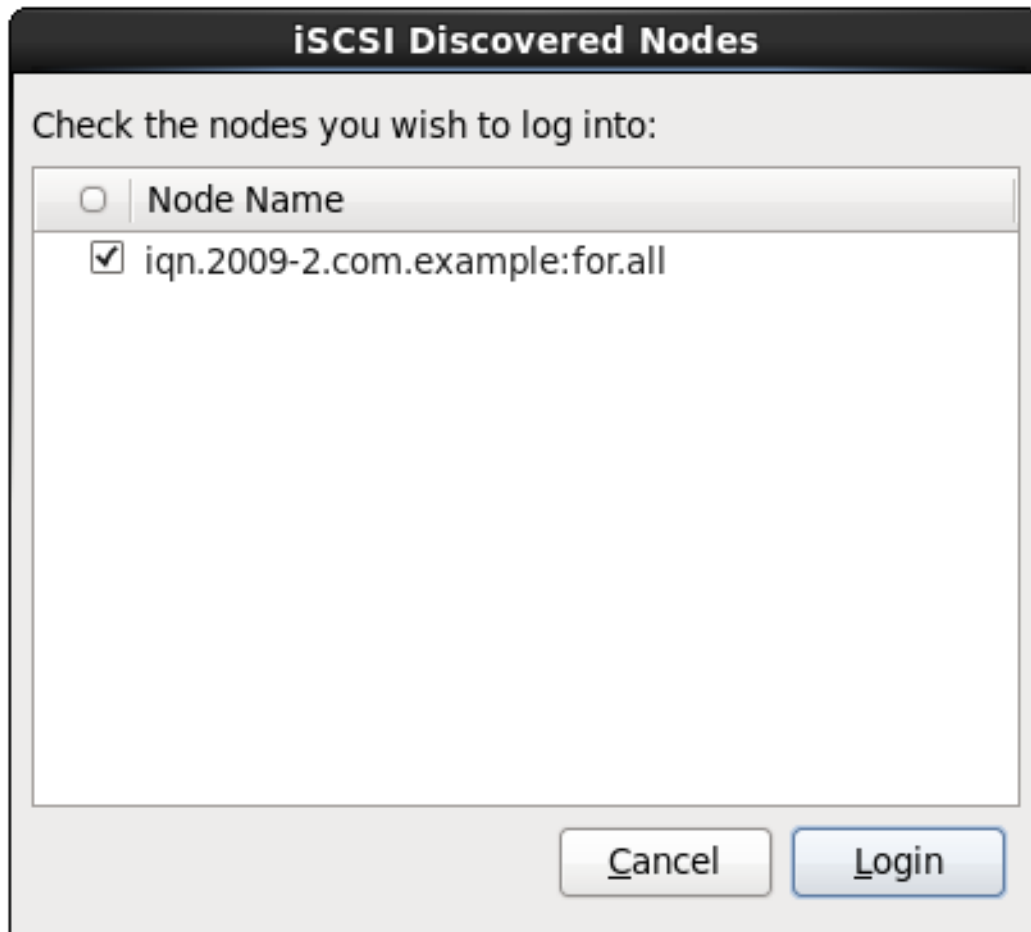 iSCSI Discovered Nodes
Check the nodes you wish to log into:
Node Name
iqn.2009-2.com.example:for.all
Cancel
Login